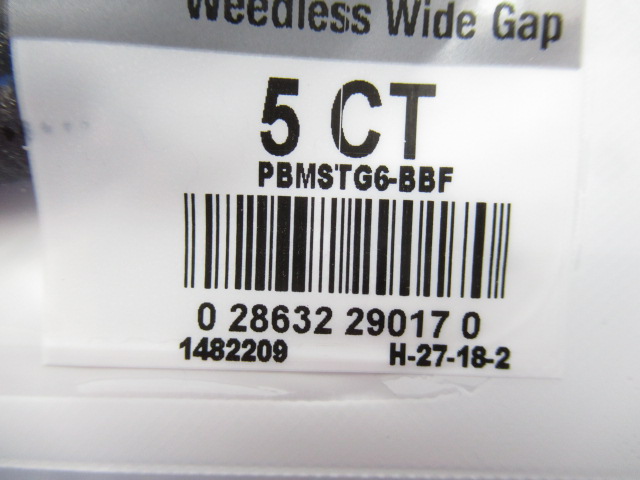 Weedless Wide Gap
5 CT
PBMSTG6-BBF
0 28632 29017 0
1482209 H-27-18-2